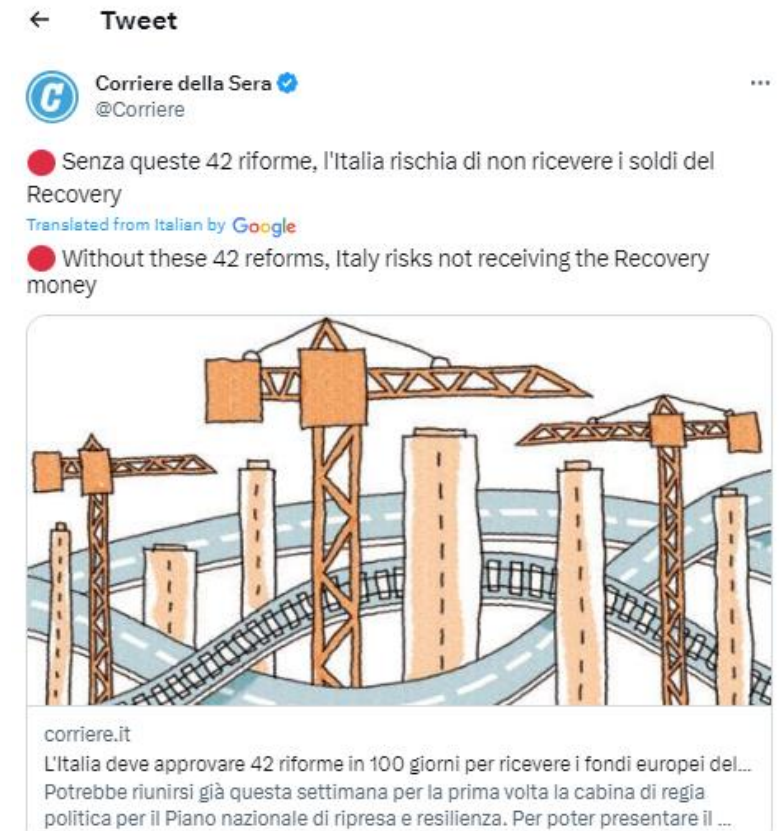 Tweet
Corriere della Sera
@Corriere
Senza queste 42 riforme, l'Italia rischia di non ricevere i soldi del
Recovery
Translated from Italian by Google
Without these 42 reforms, Italy risks not receiving the Recovery
money
corriere.it
L'Italia deve approvare 42 riforme in 100 giorni per ricevere i fondi europei del...
Potrebbe riunirsi già questa settimana per la prima volta la cabina di regia
politica per il Piano nazionale di ripresa e resilienza. Per poter presentare il ...